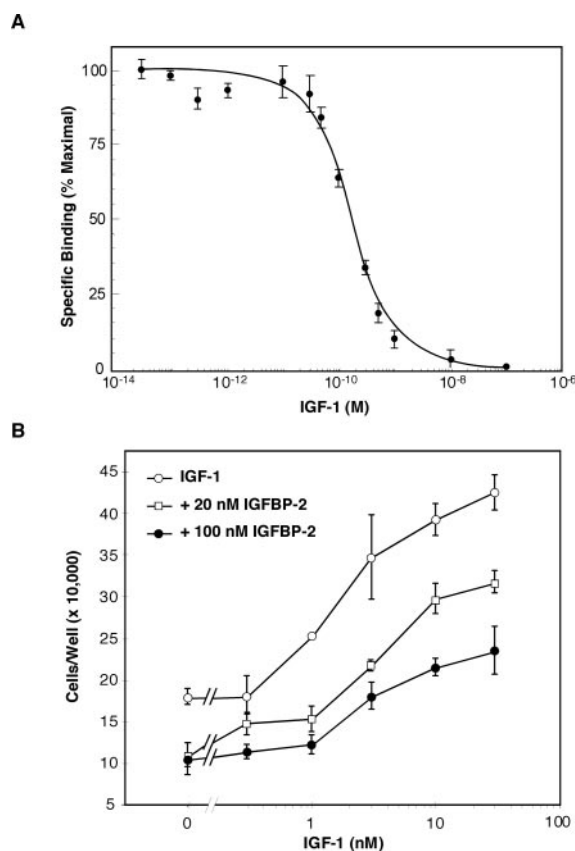 A
Specific Binding (% Maximal)
100
75
50
25
0
10-14
10-12
10-10
10-8
10-6
IGF-1 (M)
B
IGF-1
+ 20 nM IGFBP-2
+ 100 nM IGFBP-2
Cells/Well (x 10,000)
45
40
35
30
25
20
15
10
5
0
1
10
100
IGF-1 (nM)